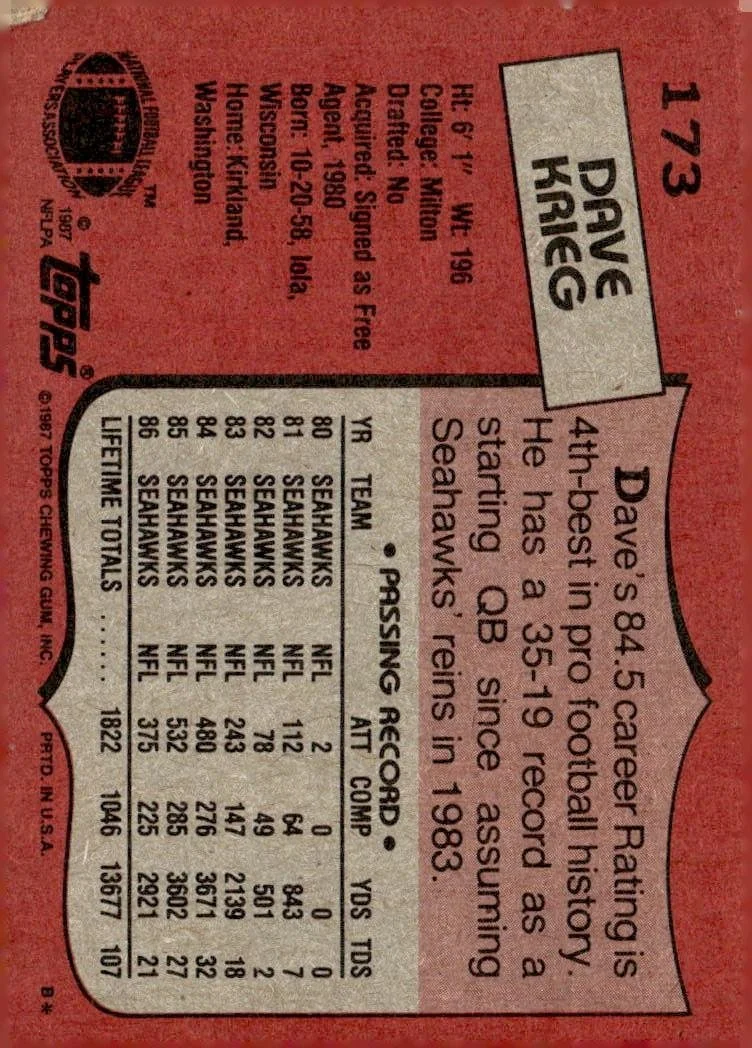 173
DAVE
KRIEG
Ht: 6' 1" Wt: 196
College: Milton
Drafted: No
Acquired: Signed as Free
Agent, 1980
Born: 10-20-58, Iola,
Wisconsin
Home: Kirkland,
Washington
NATIONAL FOOTBALL LEAGUE
PLAYERS ASSOCIATION
TM
© 1987
NFLPA
topps®
Dave's 84.5 career Rating is
4th-best in pro football history.
He has a 35-19 record as a
starting QB since assuming
Seahawks' reins in 1983.
• PASSING RECORD •
YR TEAM ATT COMP YDS TDS
80 SEAHAWKS NFL 2 0 0 0
81 SEAHAWKS NFL 112 64 843 7
82 SEAHAWKS NFL 78 49 501 2
83 SEAHAWKS NFL 243 147 2139 18
84 SEAHAWKS NFL 480 276 3671 32
85 SEAHAWKS NFL 532 285 3602 27
86 SEAHAWKS NFL 375 225 2921 21
LIFETIME TOTALS ...... 1822 1046 13677 107
©1987 TOPPS CHEWING GUM, INC. PRTD. IN U.S.A. B*